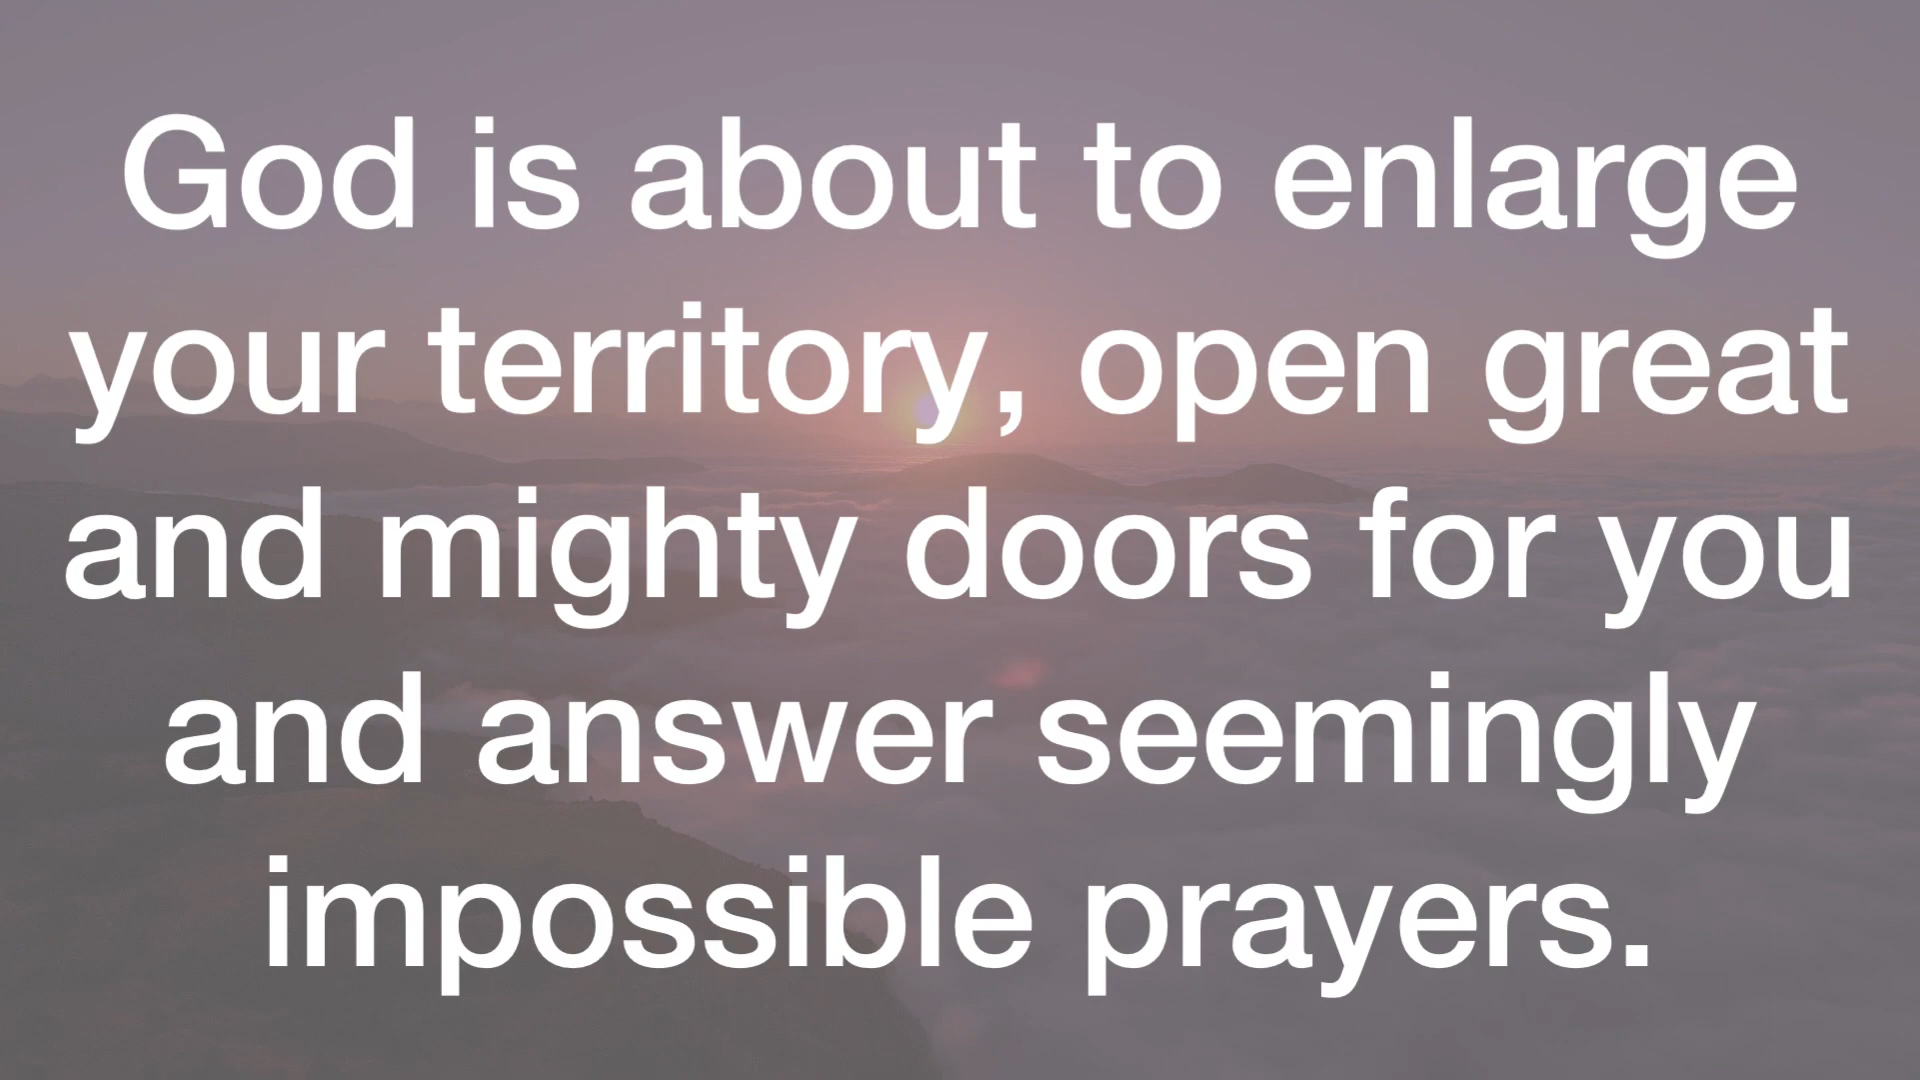 God is about to enlarge
your territory, open great
and mighty doors for you
and answer seemingly
impossible prayers.